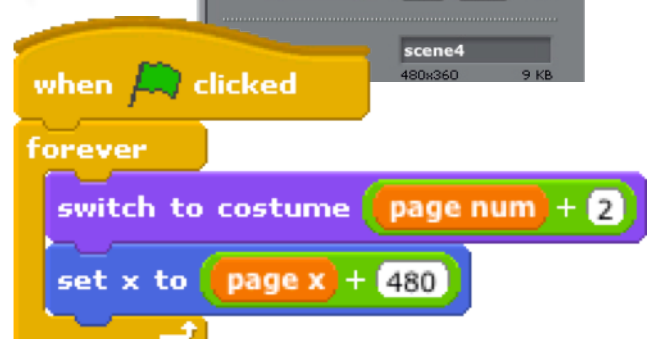 scene4
480x360 9 KB
when clicked
forever
switch to costume page num + 2
set x to page x + 480